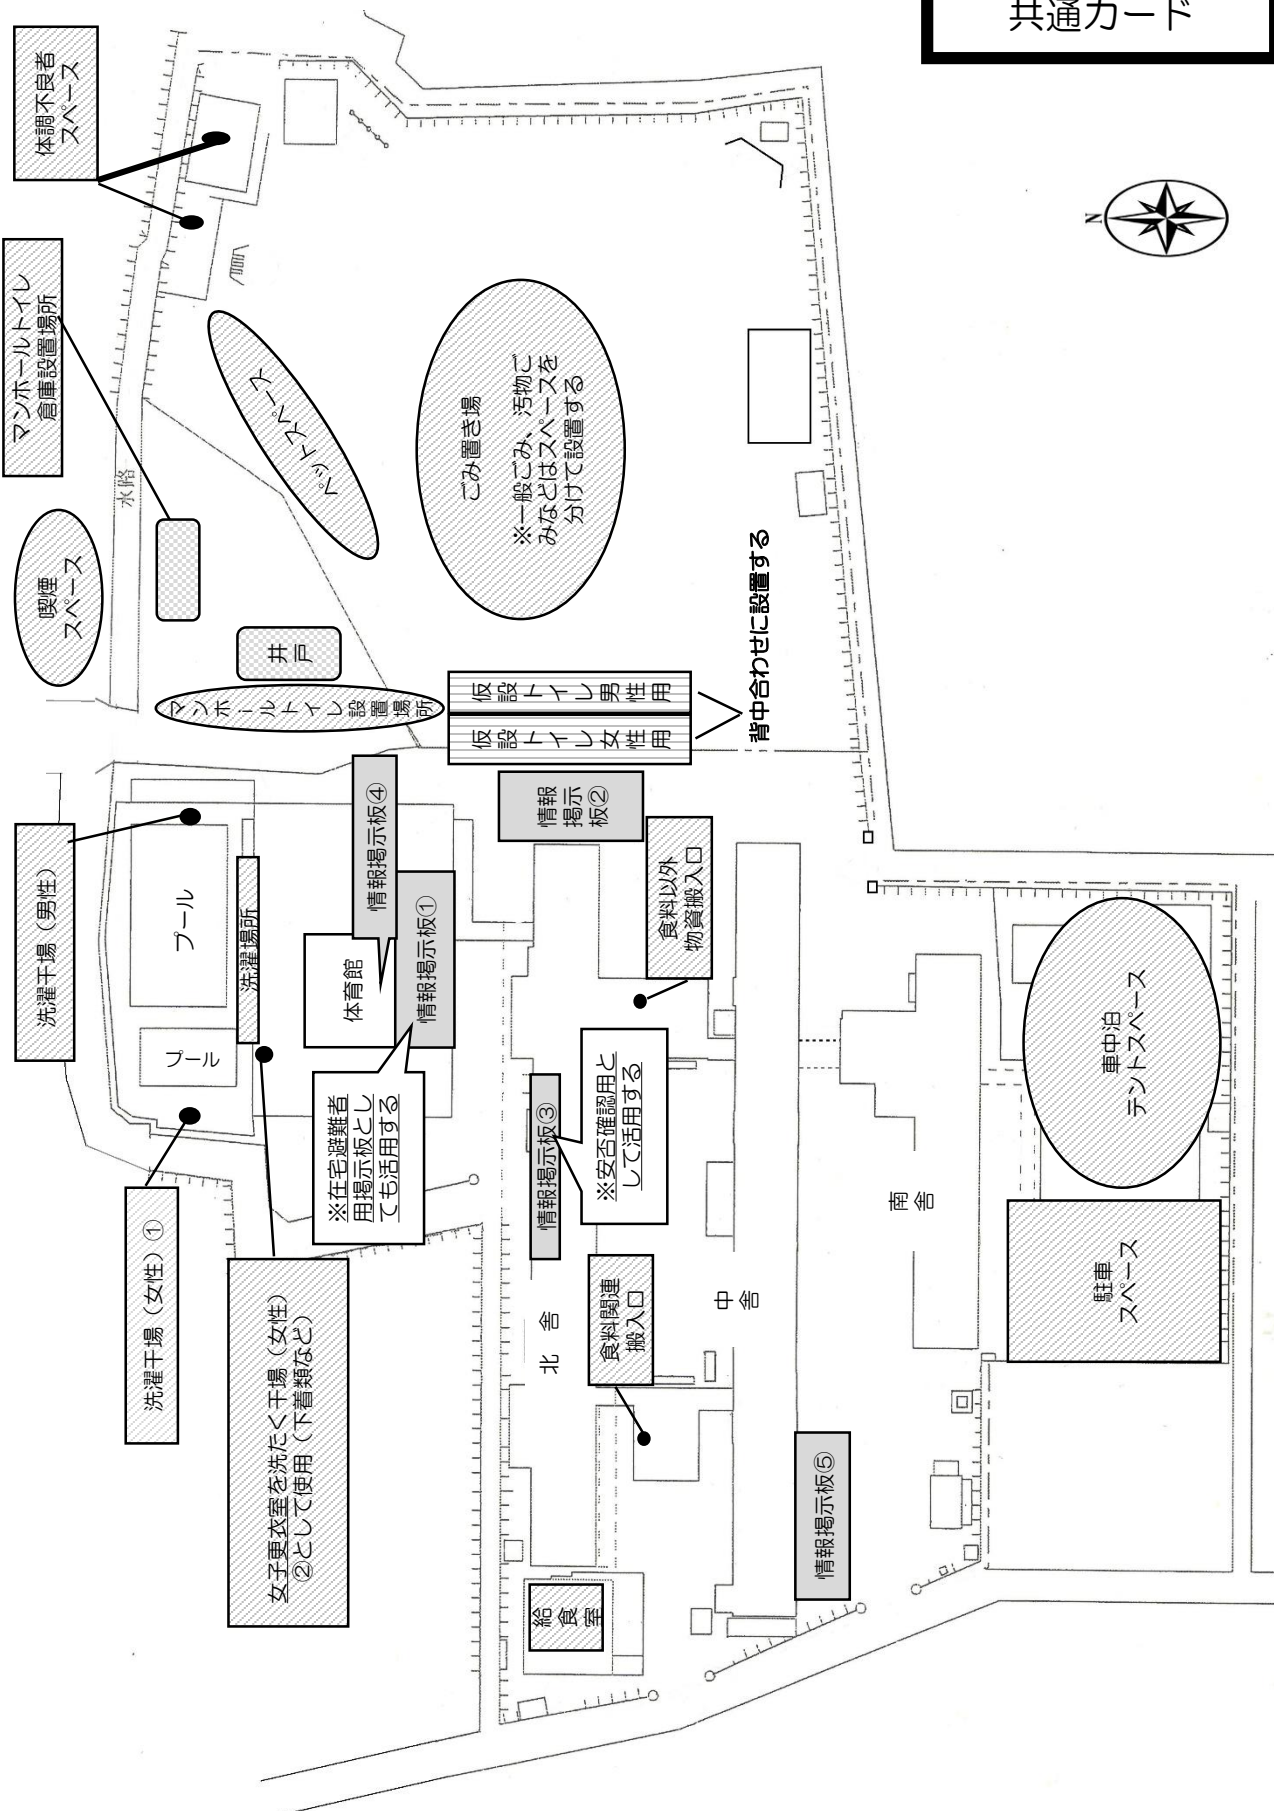 共通カード
体調不良者
スペース
マンホールトイレ
倉庫設置場所
水路
喫煙
スペース
ペットスペース
ごみ置き場
※一般ごみ、汚物ご
みなどはスペースを
分けて設置する
N
井戸
マンホールトイレ設置場所
仮設トイレ男性用
仮設トイレ女性用
背中合わせに設置する
洗濯干場（男性）
プール
プール
洗濯場所
情報掲示板④
情報掲示板①
体育館
情報
掲示
板②
食料以外
物資搬入口
※在宅避難者
用掲示板とし
ても活用する
情報掲示板③
※安否確認用と
して活用する
洗濯干場（女性）①
女子更衣室を洗たく干場（女性）
②として使用（下着類など）
北舎
食料関連
搬入口
中舎
南舎
車中泊
テントスペース
駐車
スペース
情報掲示板⑤
給食室